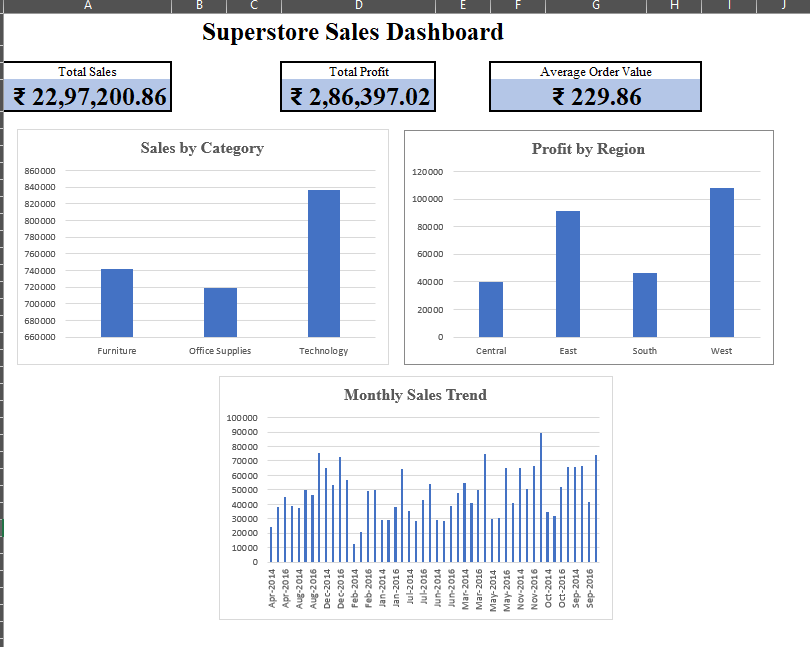 A B C D E F G H I J
Superstore Sales Dashboard
Total Sales
₹ 22,97,200.86
Total Profit
₹ 2,86,397.02
Average Order Value
₹ 229.86
Sales by Category
860000
840000
820000
800000
780000
760000
740000
720000
700000
680000
660000
Furniture Office Supplies Technology
Profit by Region
120000
100000
80000
60000
40000
20000
0
Central East South West
Monthly Sales Trend
100000
90000
80000
70000
60000
50000
40000
30000
20000
10000
0
Apr-2014
Apr-2016
Aug-2014
Aug-2016
Dec-2014
Dec-2016
Feb-2014
Feb-2016
Jan-2014
Jan-2016
Jul-2014
Jul-2016
Jun-2014
Jun-2016
Mar-2014
Mar-2016
May-2014
May-2016
Nov-2014
Nov-2016
Oct-2014
Oct-2016
Sep-2014
Sep-2016